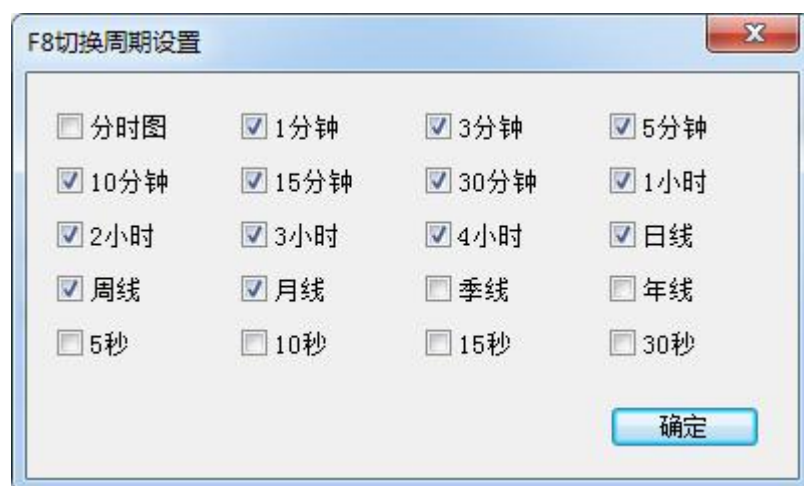 F8切换周期设置
分时图 1分钟 3分钟 5分钟
10分钟 15分钟 30分钟 1小时
2小时 3小时 4小时 日线
周线 月线 季线 年线
5秒 10秒 15秒 30秒
确定